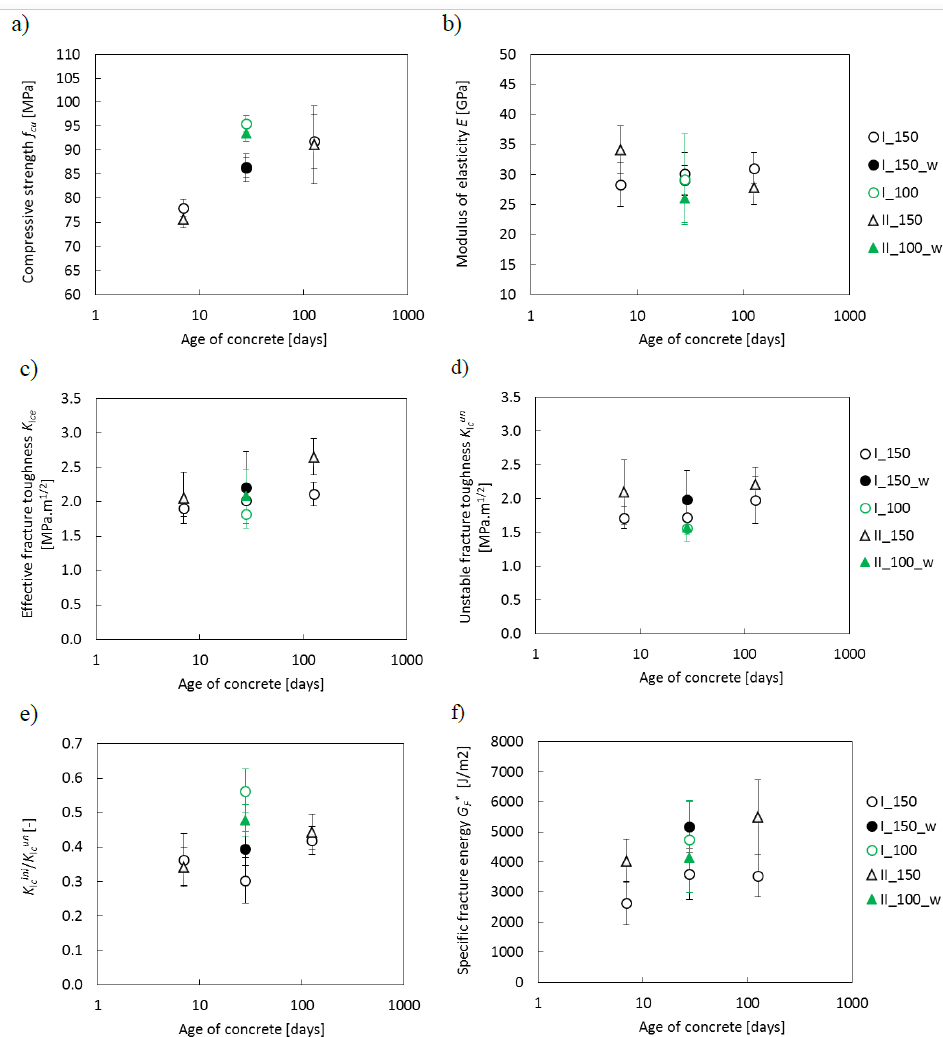 a)
Compressive strength fcu [MPa]
110
105
100
95
90
85
80
75
70
65
60
1 10 100 1000
Age of concrete [days]
b)
Modulus of elasticity E [GPa]
50
45
40
35
30
25
20
15
10
1 10 100 1000
Age of concrete [days]
I_150
I_150_w
I_100
II_150
II_100_w
c)
Effective fracture toughness KIce
[MPa.m1/2]
3.5
3.0
2.5
2.0
1.5
1.0
0.5
0.0
1 10 100 1000
Age of concrete [days]
d)
Unstable fracture toughness KIcun
[MPa.m1/2]
3.5
3.0
2.5
2.0
1.5
1.0
0.5
0.0
1 10 100 1000
Age of concrete [days]
I_150
I_150_w
I_100
II_150
II_100_w
e)
KIcini/KIcun [-]
0.7
0.6
0.5
0.4
0.3
0.2
0.1
0.0
1 10 100 1000
Age of concrete [days]
f)
Specific fracture energy GF* [J/m2]
8000
7000
6000
5000
4000
3000
2000
1000
0
1 10 100 1000
Age of concrete [days]
I_150
I_150_w
I_100
II_150
II_100_w